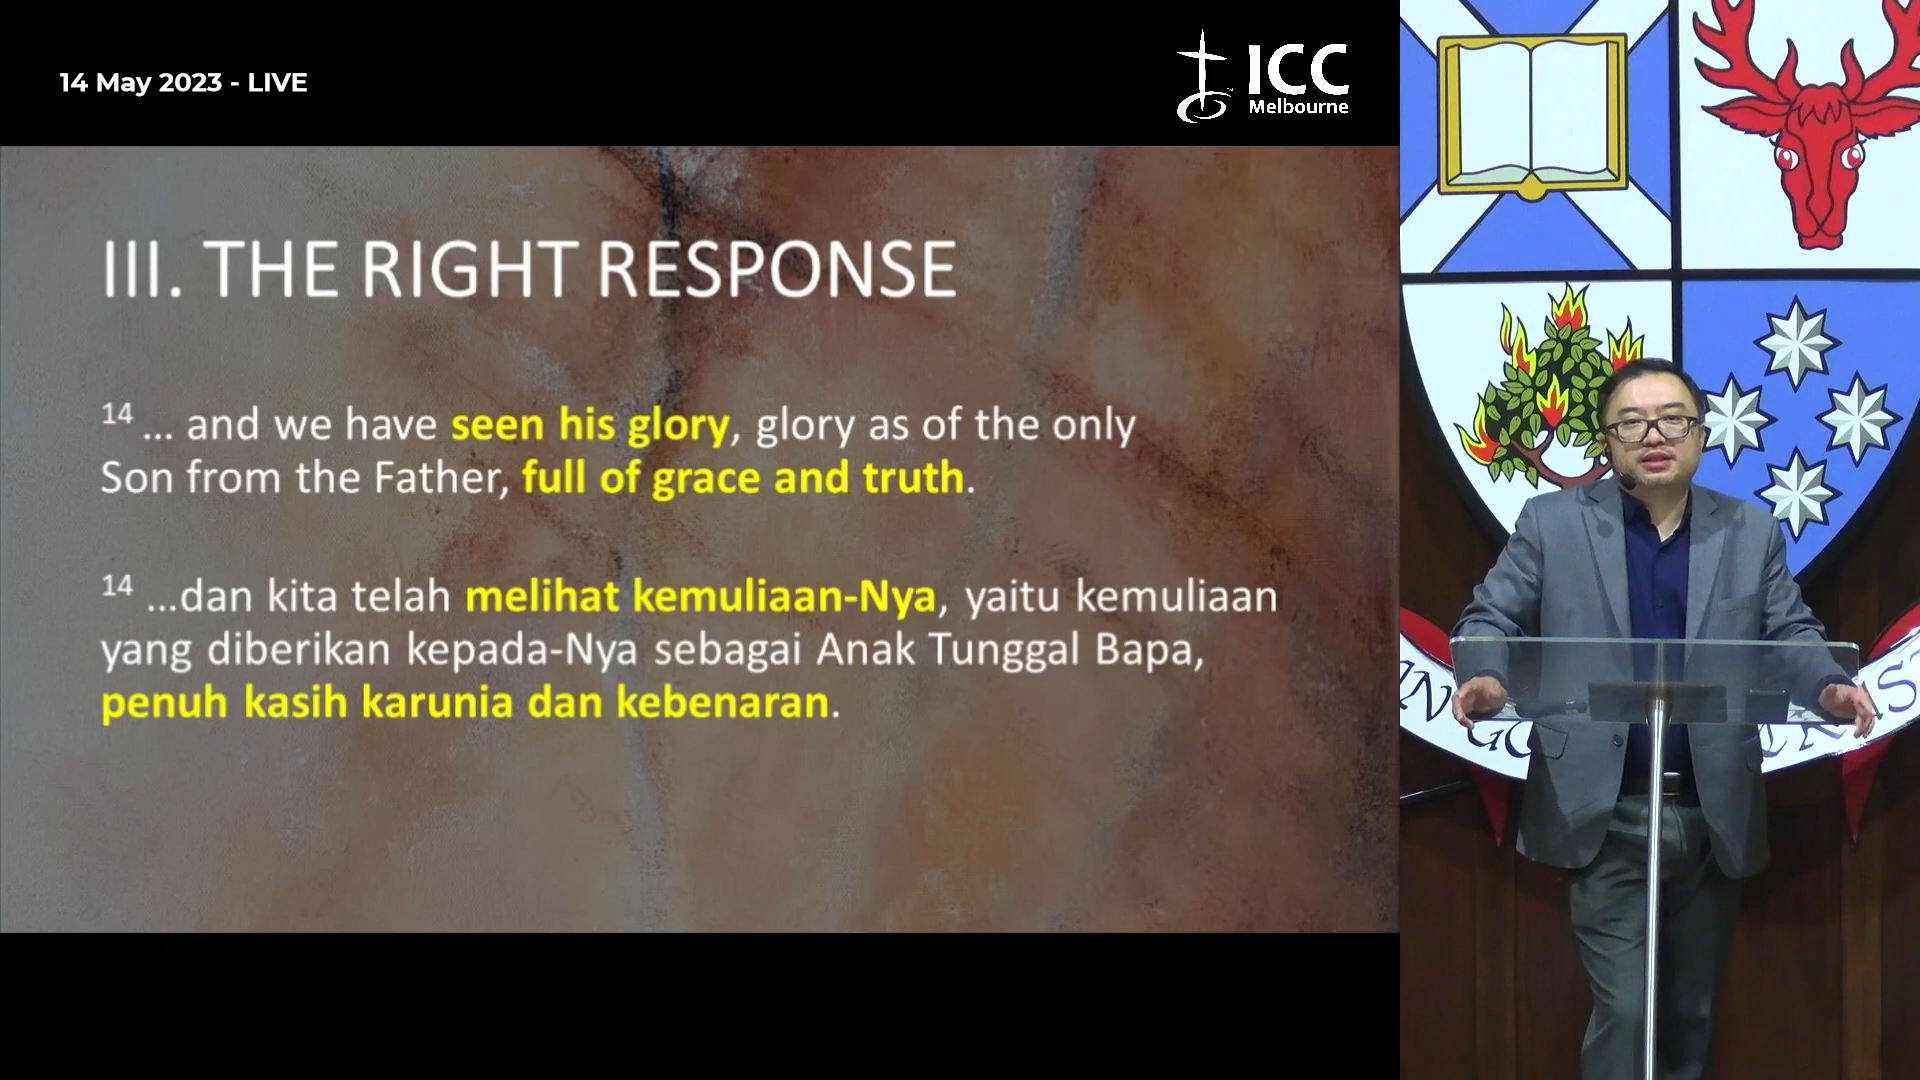 14 May 2023 - LIVE
ICC
Melbourne
III. THE RIGHT RESPONSE
14 ... and we have seen his glory, glory as of the only
Son from the Father, full of grace and truth.
14 ...dan kita telah melihat kemuliaan-Nya, yaitu kemuliaan
yang diberikan kepada-Nya sebagai Anak Tunggal Bapa,
penuh kasih karunia dan kebenaran.